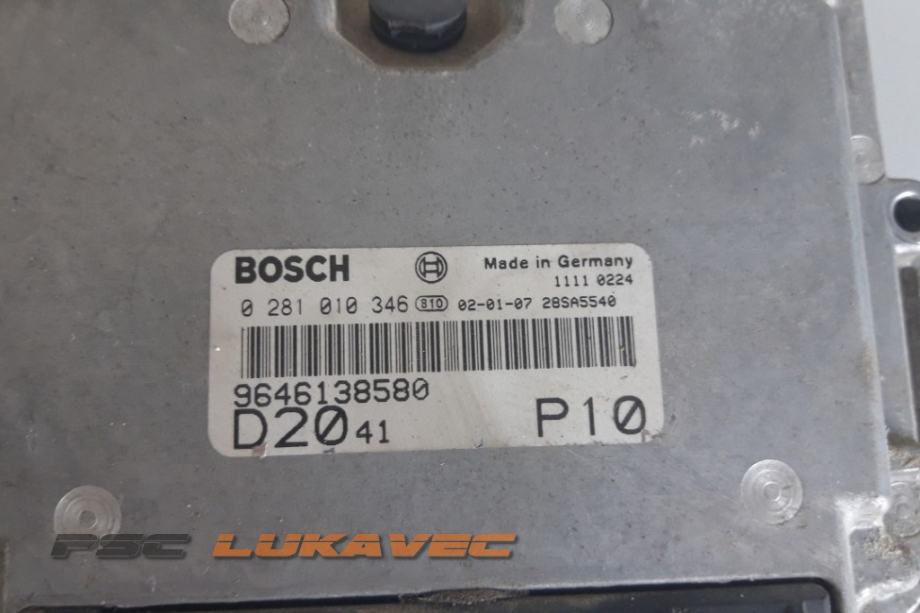 BOSCH Made in Germany
1111 0224
0 281 010 346 810 02-01-07 28SA5540
9646138580
D20 41 P10
PSC LUKAVEC